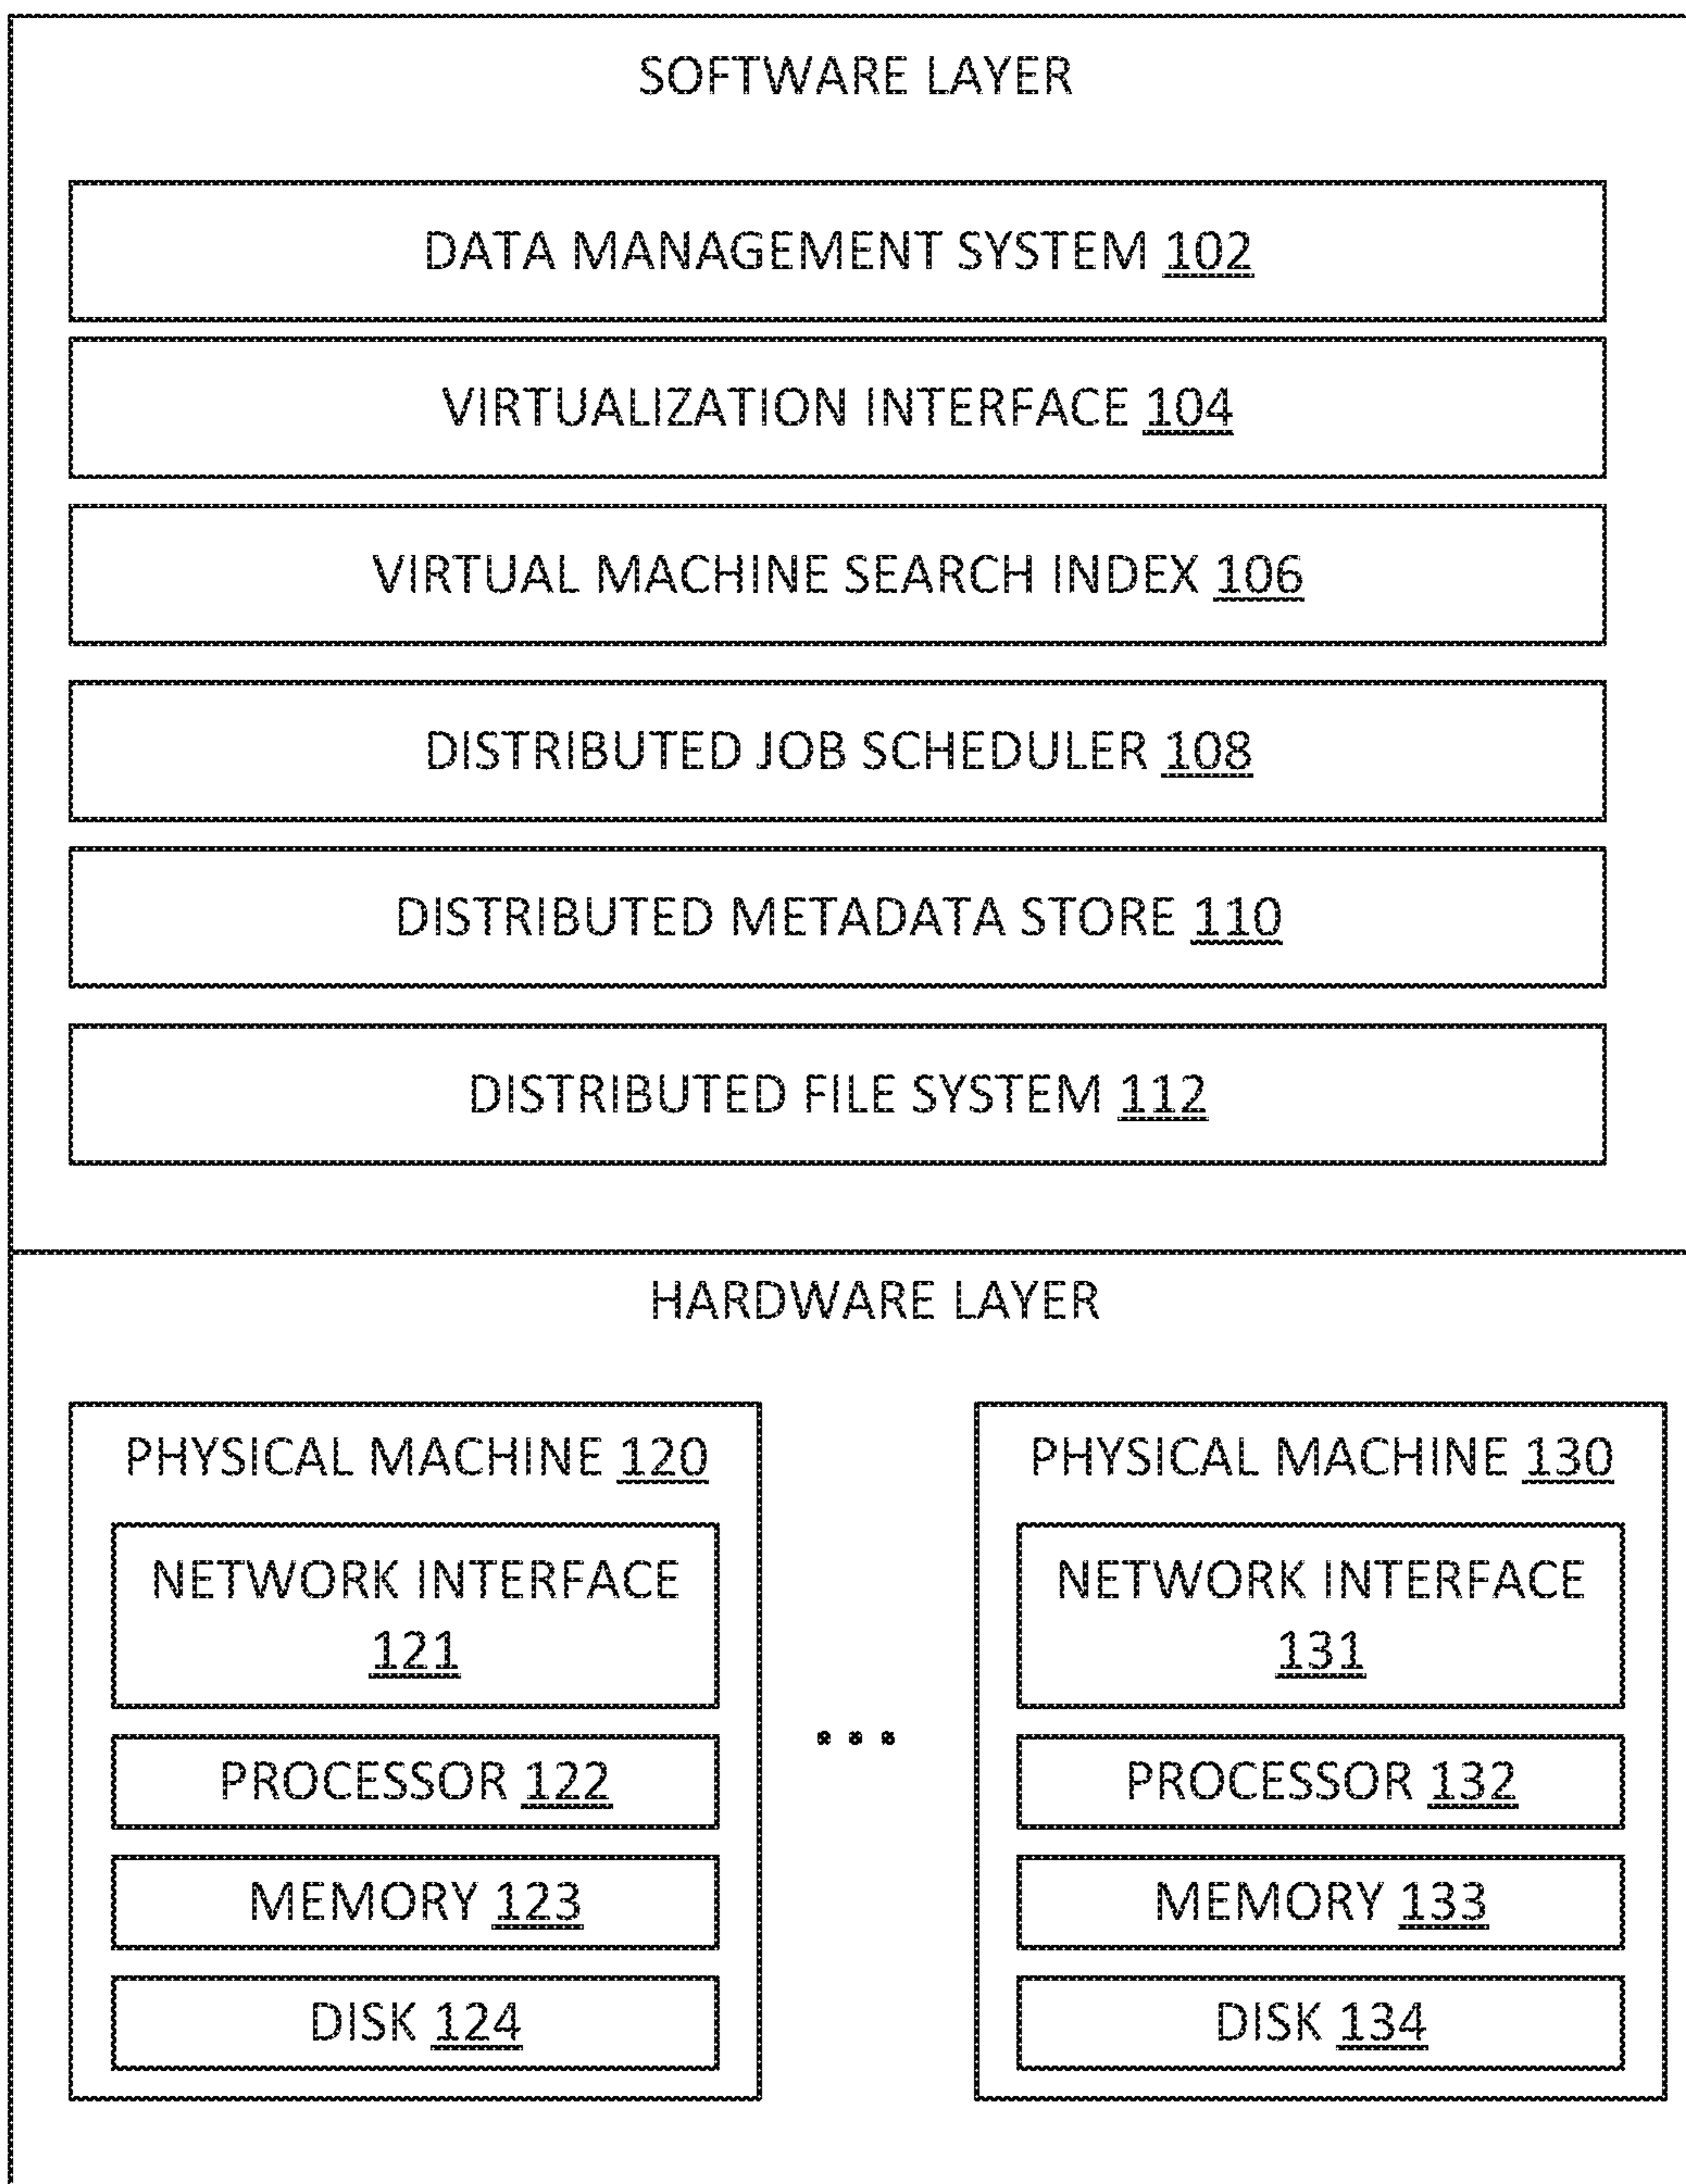 SOFTWARE LAYER
DATA MANAGEMENT SYSTEM 102
VIRTUALIZATION INTERFACE 104
VIRTUAL MACHINE SEARCH INDEX 106
DISTRIBUTED JOB SCHEDULER 108
DISTRIBUTED METADATA STORE 110
DISTRIBUTED FILE SYSTEM 112
HARDWARE LAYER
PHYSICAL MACHINE 120
NETWORK INTERFACE
121
PROCESSOR 122
MEMORY 123
DISK 124
...
PHYSICAL MACHINE 130
NETWORK INTERFACE
131
PROCESSOR 132
MEMORY 133
DISK 134